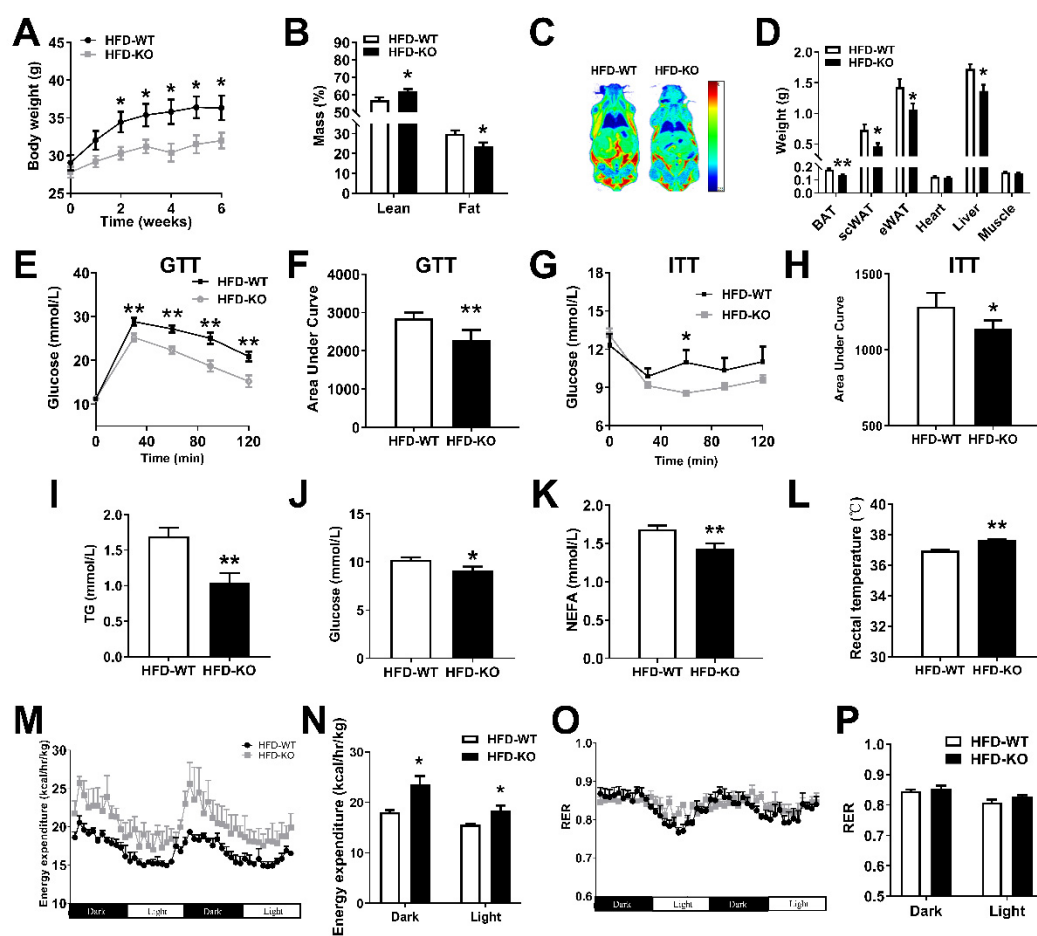 A
HFD-WT
HFD-KO
Body weight (g)
45
40
35
30
25
* * * * *
0 2 4 6
Time (weeks)
B
HFD-WT
HFD-KO
Mass (%)
90
80
70
60
50
40
30
20
10
0
* *
Lean Fat
C
HFD-WT HFD-KO
D
HFD-WT
HFD-KO
Weight (g)
2.0
1.5
1.0
0.5
0.2
0.1
0.0
** * * *
BAT scWAT eWAT Heart Liver Muscle
E
GTT
HFD-WT
HFD-KO
Glucose (mmol/L)
40
30
20
10
0
** ** ** **
0 40 80 120
Time (min)
F
GTT
Area Under Curve
4000
3000
2000
1000
0
**
HFD-WT HFD-KO
G
ITT
HFD-WT
HFD-KO
Glucose (mmol/L)
18
15
12
9
6
*
0 40 80 120
Time (min)
H
ITT
Area Under Curve
1500
1000
500
*
HFD-WT HFD-KO
I
TG (mmol/L)
2.0
1.5
1.0
0.5
0.0
**
HFD-WT HFD-KO
J
Glucose (mmol/L)
15
10
5
0
*
HFD-WT HFD-KO
K
NEFA (mmol/L)
2.0
1.5
1.0
0.5
0.0
**
HFD-WT HFD-KO
L
Rectal temperature (℃)
40
38
36
34
32
30
**
HFD-WT HFD-KO
M
HFD-WT
HFD-KO
Energy expenditure (kcal/hr/kg)
30
25
20
15
10
Dark Light Dark Light
N
HFD-WT
HFD-KO
Energy expenditure (kcal/hr/kg)
40
30
20
10
0
* *
Dark Light
O
HFD-WT
HFD-KO
RER
1.0
0.9
0.8
0.7
0.6
Dark Light Dark Light
P
HFD-WT
HFD-KO
RER
1.0
0.9
0.8
0.7
0.6
0.5
Dark Light